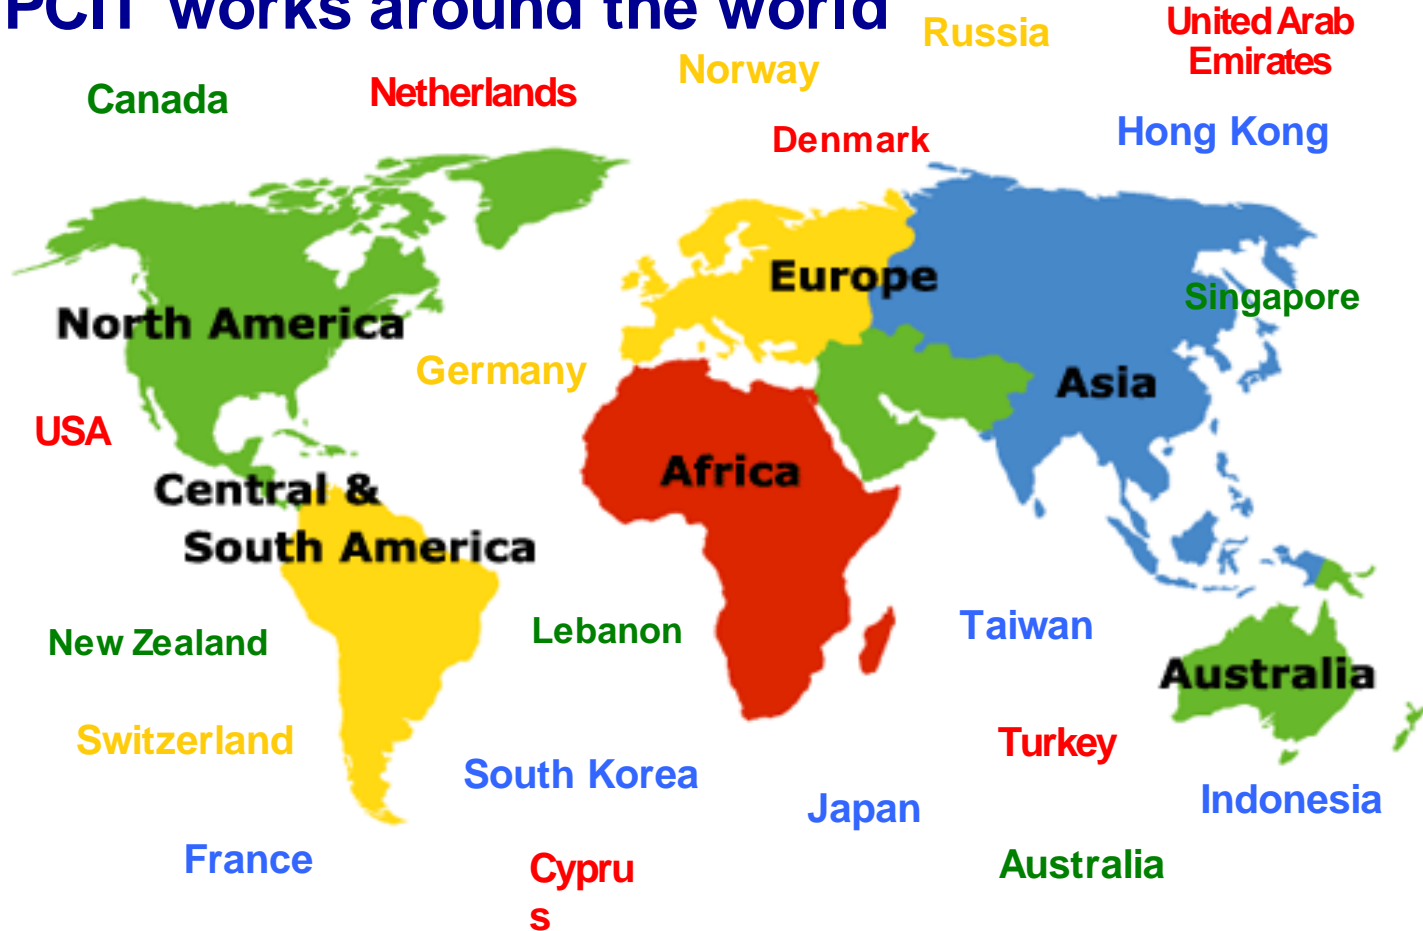 PCIT works around the world
Russia
United Arab
Emirates
Norway
Canada
Netherlands
Denmark
Hong Kong
Europe
Singapore
North America
Germany
Asia
USA
Africa
Central &
South America
New Zealand
Lebanon
Taiwan
Australia
Switzerland
Turkey
South Korea
Japan
Indonesia
France
Cypru
s
Australia